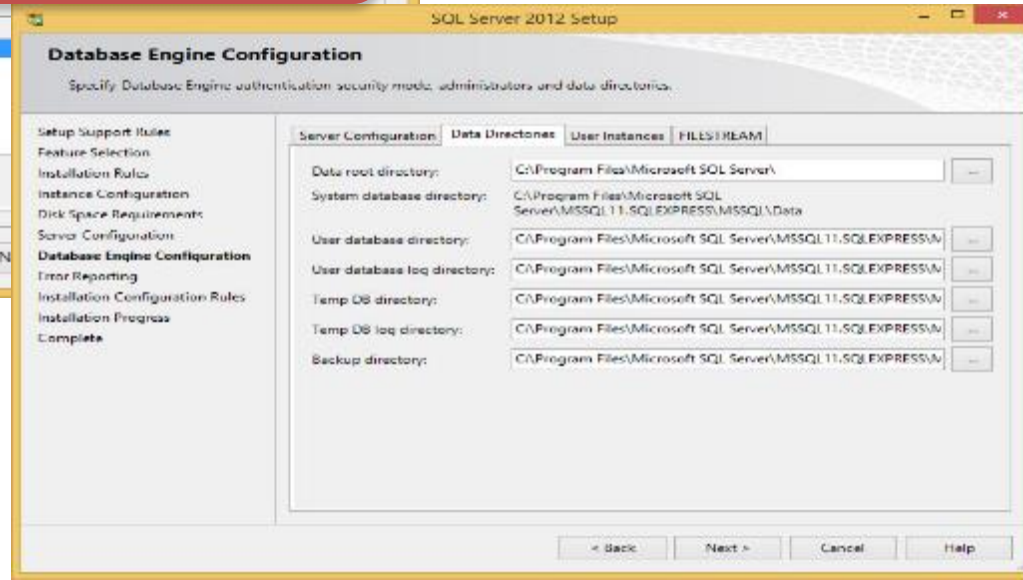 SQL Server 2012 Setup
Database Engine Configuration
Specify Database Engine authentication security mode, administrators and data directories.
Setup Support Rules
Feature Selection
Installation Rules
Instance Configuration
Disk Space Requirements
Server Configuration
Database Engine Configuration
Error Reporting
Installation Configuration Rules
Installation Progress
Complete
N
Server Configuration Data Directories User Instances FILESTREAM
Data root directory: C:\Program Files\Microsoft SQL Server\ ...
System database directory: C:\Program Files\Microsoft SQL
Server\MSSQL11.SQLEXPRESS\MSSQL\Data
User database directory: C:\Program Files\Microsoft SQL Server\MSSQL11.SQLEXPRESS\M ...
User database log directory: C:\Program Files\Microsoft SQL Server\MSSQL11.SQLEXPRESS\M ...
Temp DB directory: C:\Program Files\Microsoft SQL Server\MSSQL11.SQLEXPRESS\M ...
Temp DB log directory: C:\Program Files\Microsoft SQL Server\MSSQL11.SQLEXPRESS\M ...
Backup directory: C:\Program Files\Microsoft SQL Server\MSSQL11.SQLEXPRESS\M ...
< Back Next > Cancel Help